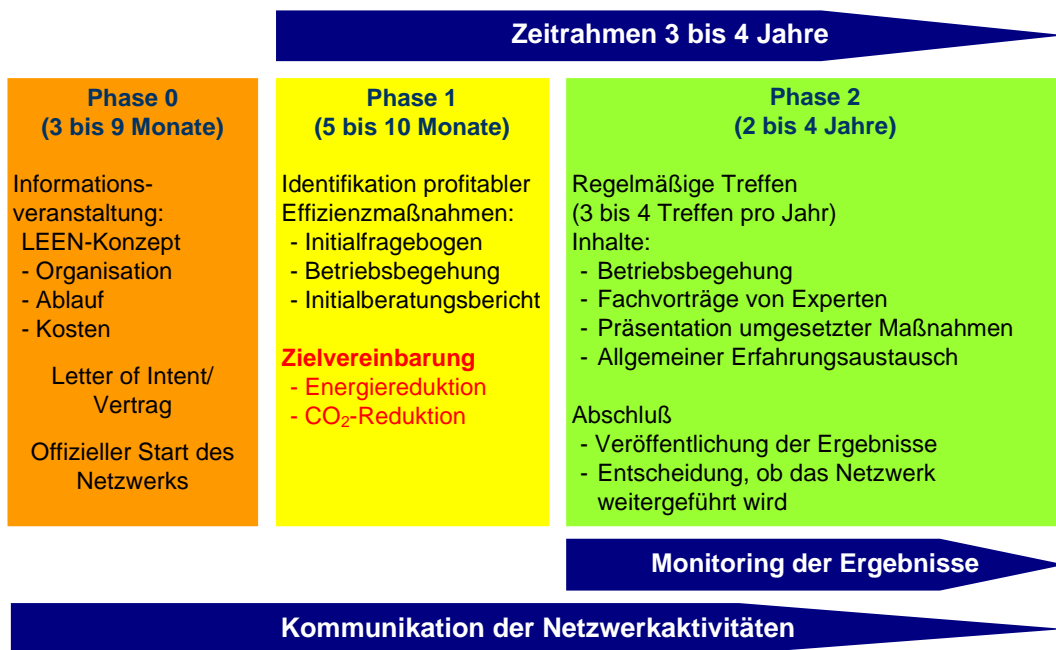 Zeitrahmen 3 bis 4 Jahre
Phase 0
(3 bis 9 Monate)
Informations-
veranstaltung:
LEEN-Konzept
- Organisation
- Ablauf
- Kosten
Letter of Intent/
Vertrag
Offizieller Start des
Netzwerks
Phase 1
(5 bis 10 Monate)
Identifikation profitabler
Effizienzmaßnahmen:
- Initialfragebogen
- Betriebsbegehung
- Initialberatungsbericht
Zielvereinbarung
- Energiereduktion
- CO₂-Reduktion
Phase 2
(2 bis 4 Jahre)
Regelmäßige Treffen
(3 bis 4 Treffen pro Jahr)
Inhalte:
- Betriebsbegehung
- Fachvorträge von Experten
- Präsentation umgesetzter Maßnahmen
- Allgemeiner Erfahrungsaustausch
Abschluß
- Veröffentlichung der Ergebnisse
- Entscheidung, ob das Netzwerk
weitergeführt wird
Monitoring der Ergebnisse
Kommunikation der Netzwerkaktivitäten